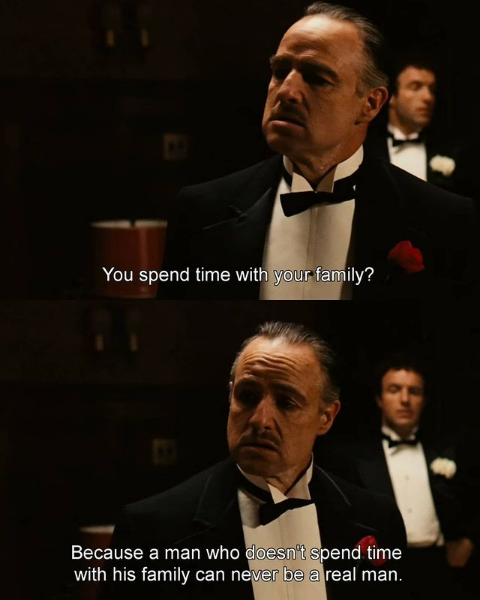 You spend time with your family?
Because a man who doesn't spend time
with his family can never be a real man.